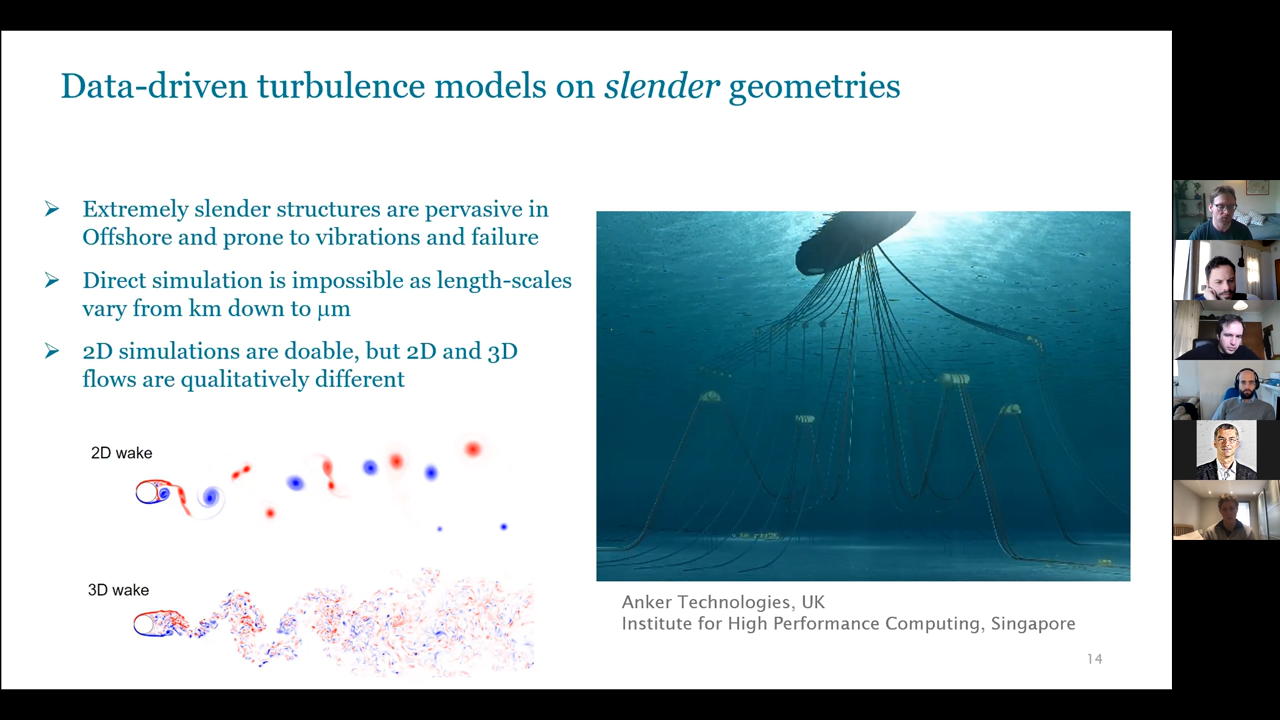 Data-driven turbulence models on slender geometries
➢ Extremely slender structures are pervasive in
Offshore and prone to vibrations and failure
➢ Direct simulation is impossible as length-scales
vary from km down to μm
➢ 2D simulations are doable, but 2D and 3D
flows are qualitatively different
2D wake
3D wake
Anker Technologies, UK
Institute for High Performance Computing, Singapore
14